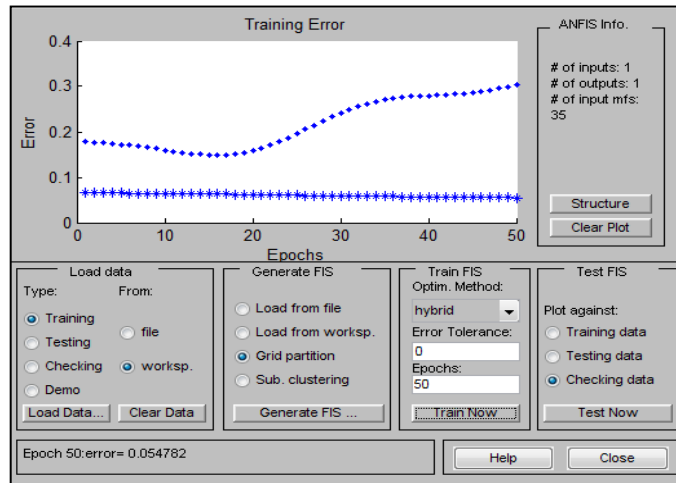 Training Error
0.4
0.3
0.2
0.1
0
Error
0 10 20 30 40 50
Epochs
ANFIS Info.
# of inputs: 1
# of outputs: 1
# of input mfs:
35
Structure
Clear Plot
Load data
Type: From:
Training
Testing
Checking
Demo
file
worksp.
Load Data... Clear Data
Generate FIS
Load from file
Load from worksp.
Grid partition
Sub. clustering
Generate FIS ...
Train FIS
Optim. Method:
hybrid
Error Tolerance:
0
Epochs:
50
Train Now
Test FIS
Plot against:
Training data
Testing data
Checking data
Test Now
Epoch 50:error= 0.054782
Help
Close